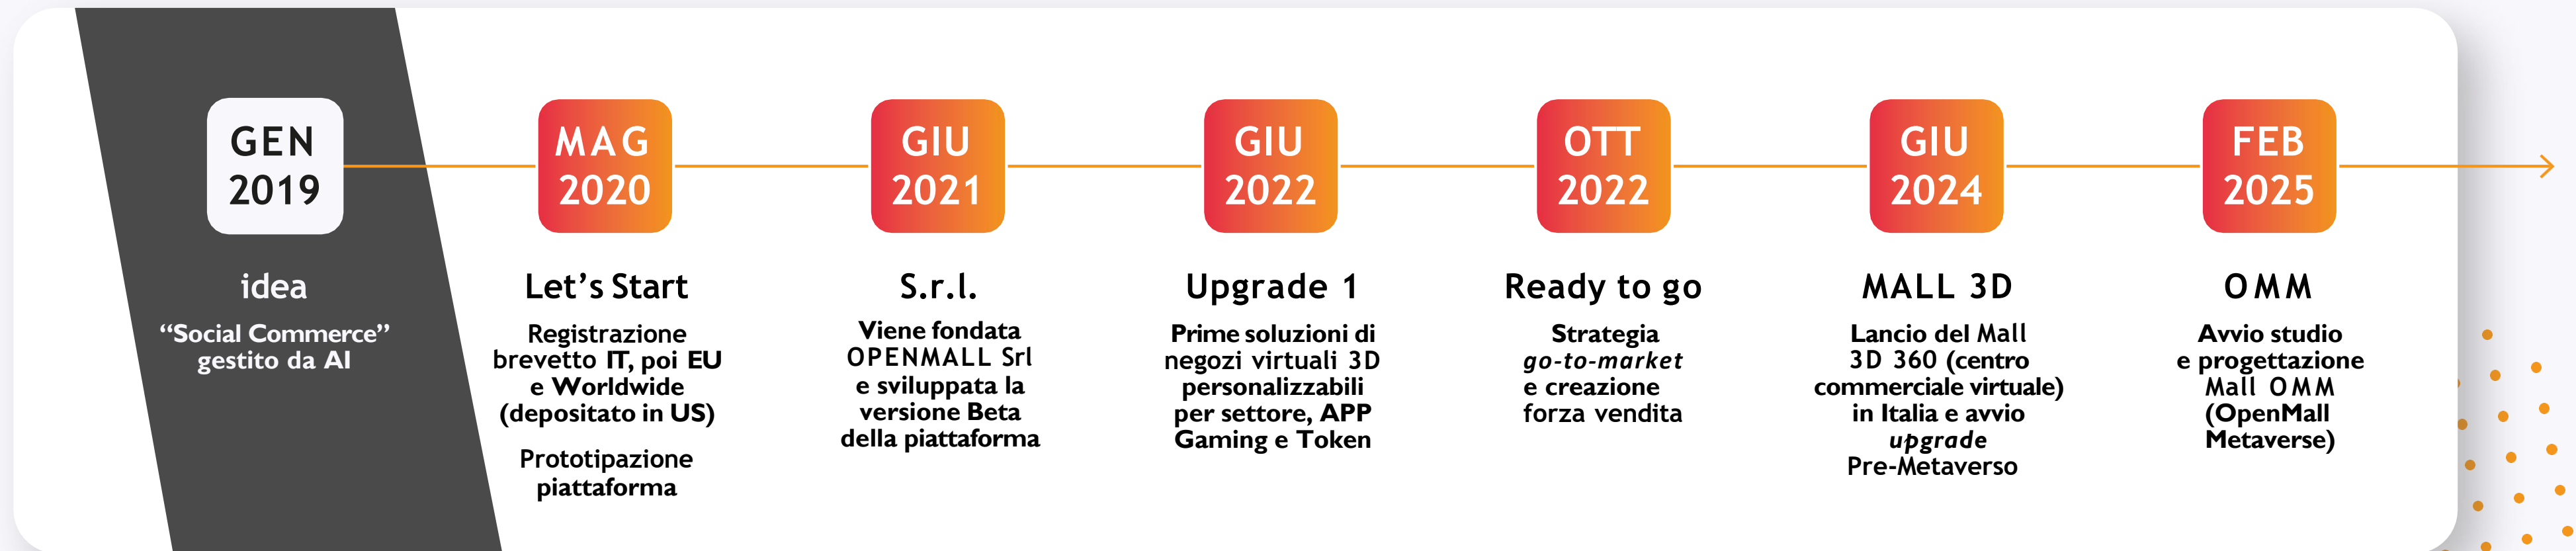 GEN
2019
idea
“Social Commerce”
gestito da AI
MAG
2020
Let’s Start
Registrazione
brevetto IT, poi EU
e Worldwide
(depositato in US)
Prototipazione
piattaforma
GIU
2021
S.r.l.
Viene fondata
OPENMALL Srl
e sviluppata la
versione Beta
della piattaforma
GIU
2022
Upgrade 1
Prime soluzioni di
negozi virtuali 3D
personalizzabili
per settore, APP
Gaming e Token
OTT
2022
Ready to go
Strategia
go-to-market
e creazione
forza vendita
GIU
2024
MALL 3D
Lancio del Mall
3D 360 (centro
commerciale virtuale)
in Italia e avvio
upgrade
Pre-Metaverso
FEB
2025
OMM
Avvio studio
e progettazione
Mall OMM
(OpenMall
Metaverse)